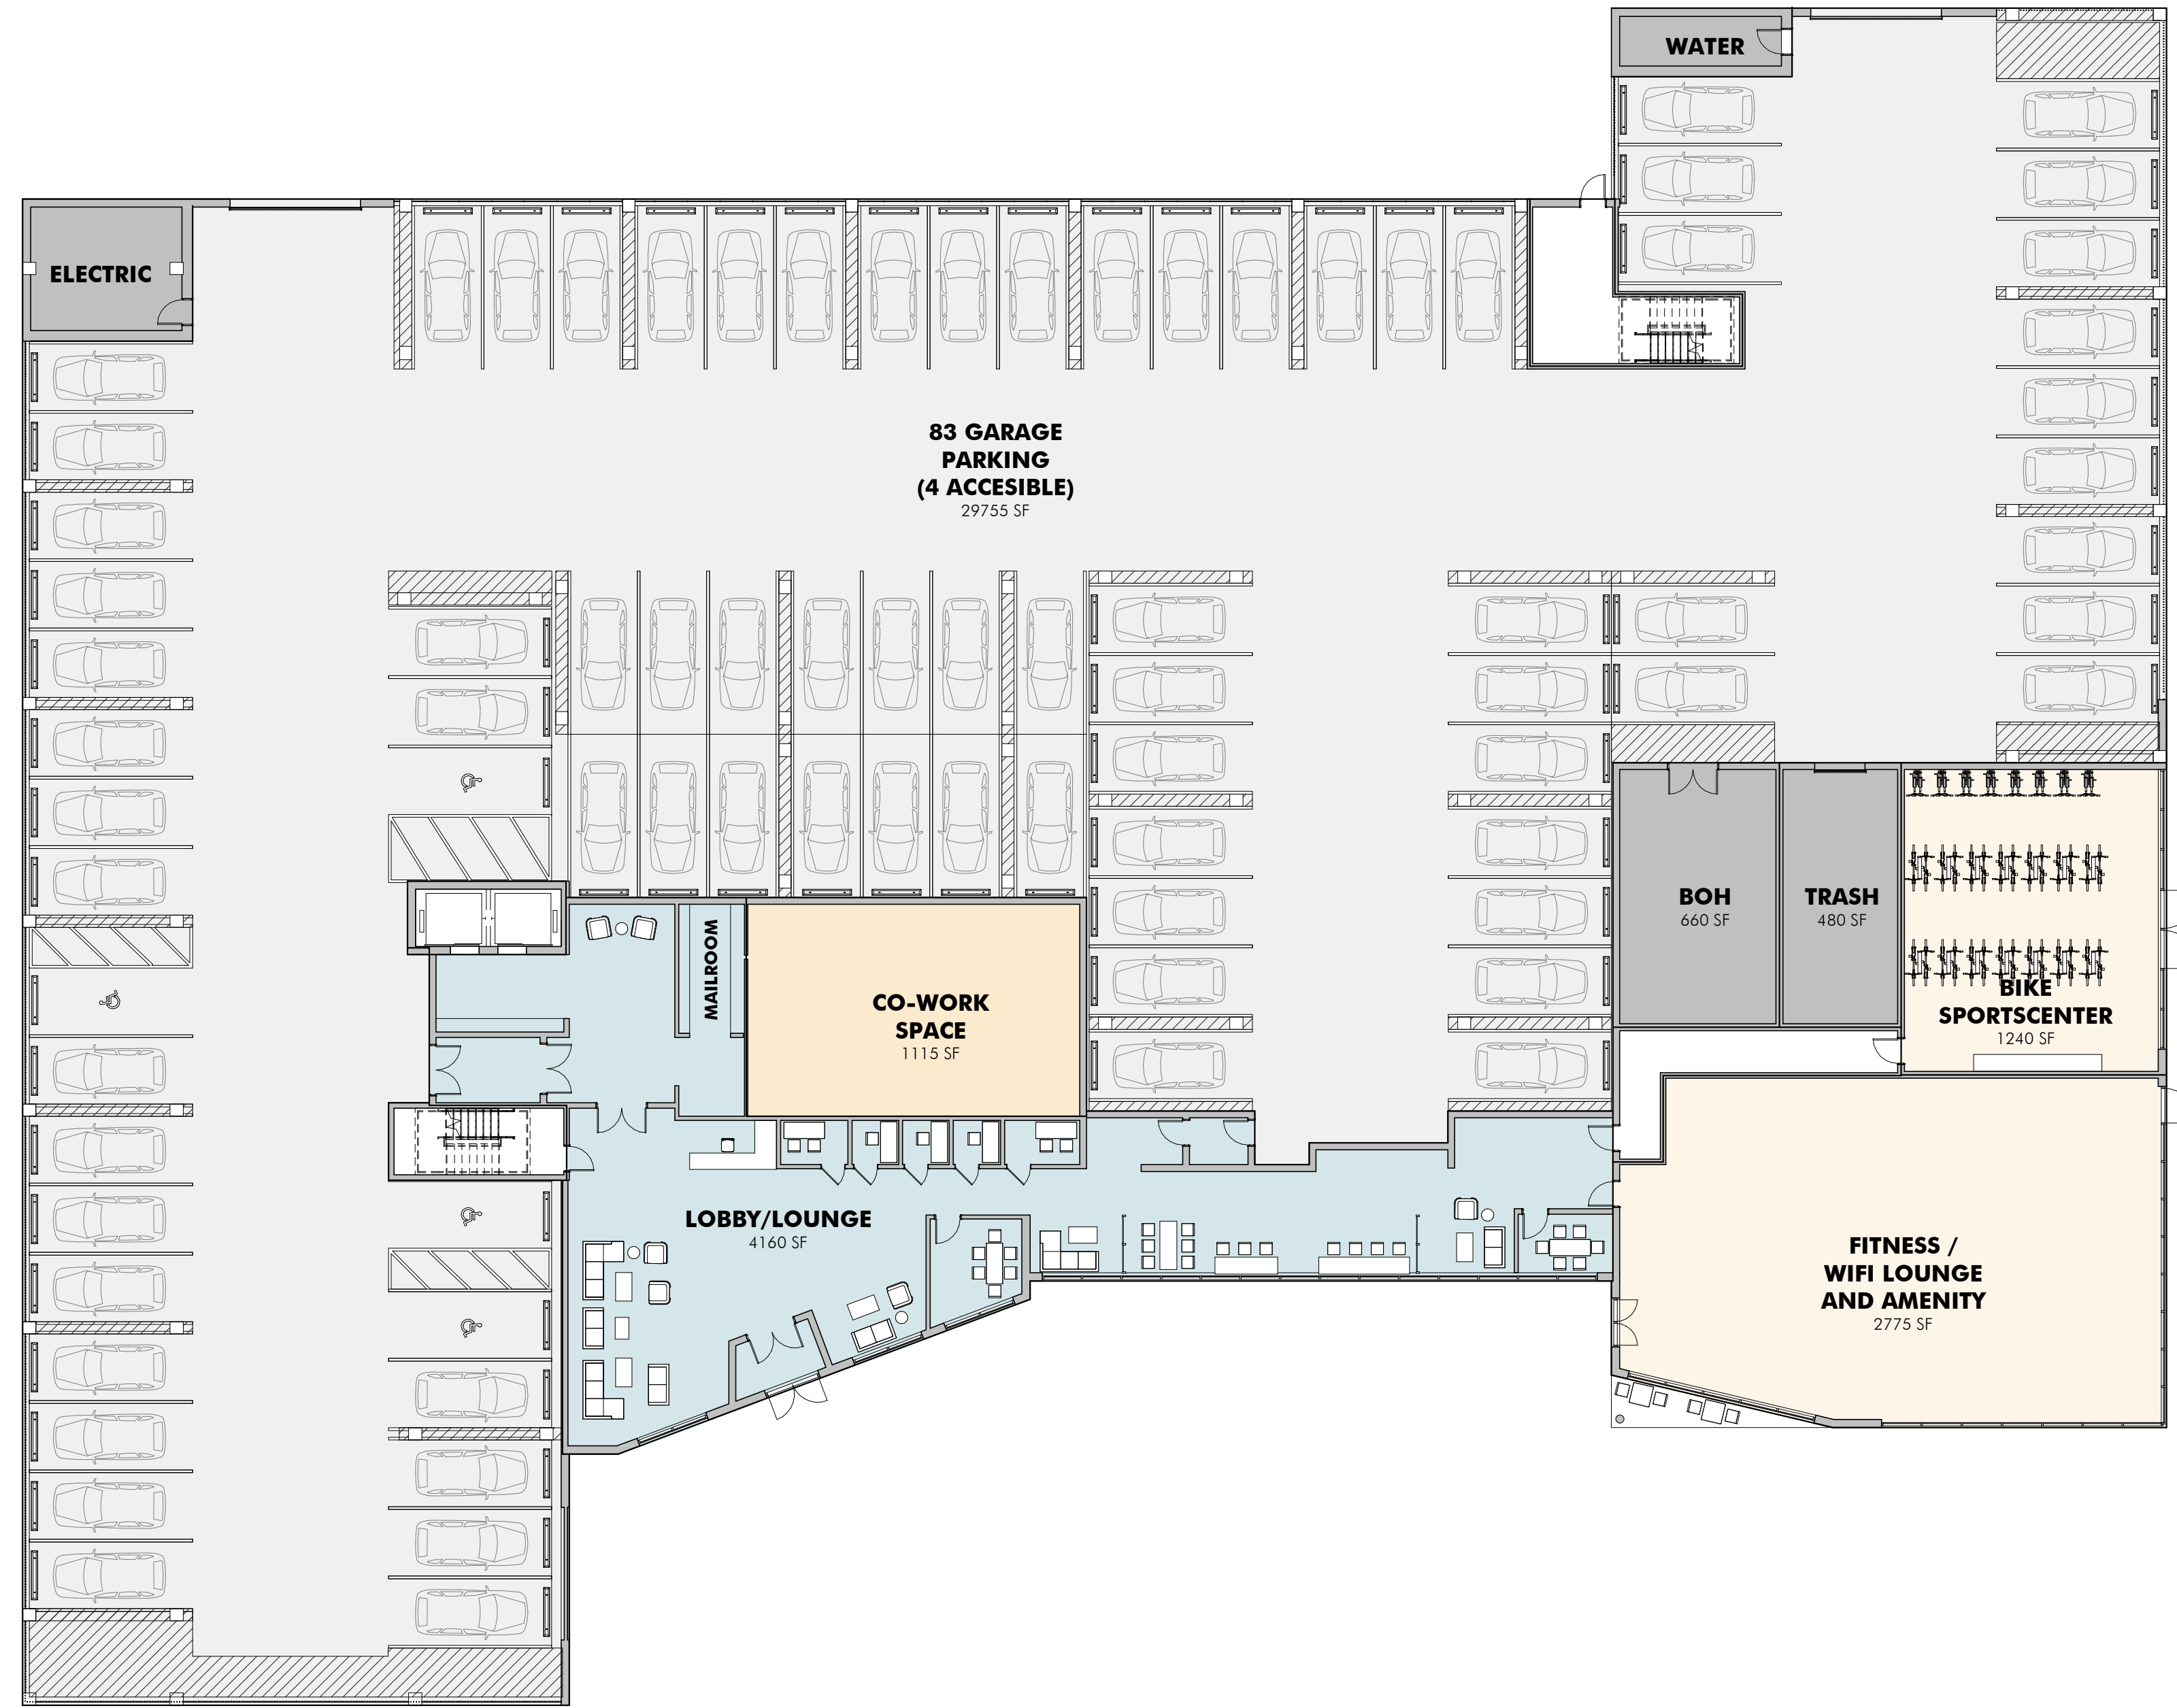 WATER
ELECTRIC
83 GARAGE
PARKING
(4 ACCESIBLE)
29755 SF
MAILROOM
CO-WORK
SPACE
1115 SF
BOH
660 SF
TRASH
480 SF
BIKE
SPORTSCENTER
1240 SF
LOBBY/LOUNGE
4160 SF
FITNESS /
WIFI LOUNGE
AND AMENITY
2775 SF